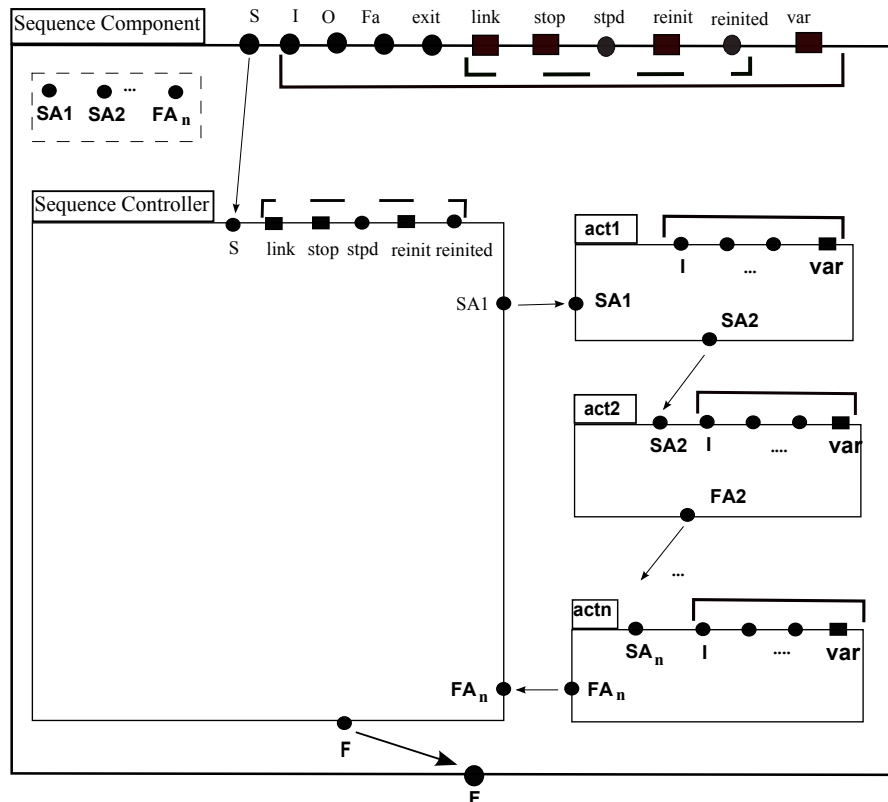 Sequence Component
S I O Fa exit link stop stpd reinit reinited var
SA1 SA2 ... FA n
Sequence Controller
S link stop stpd reinit reinited
SA1
act1
I ... var
SA1
SA2
act2
SA2 I .... var
FA2
...
actn
SA n I .... var
FA n
FA n
F
F